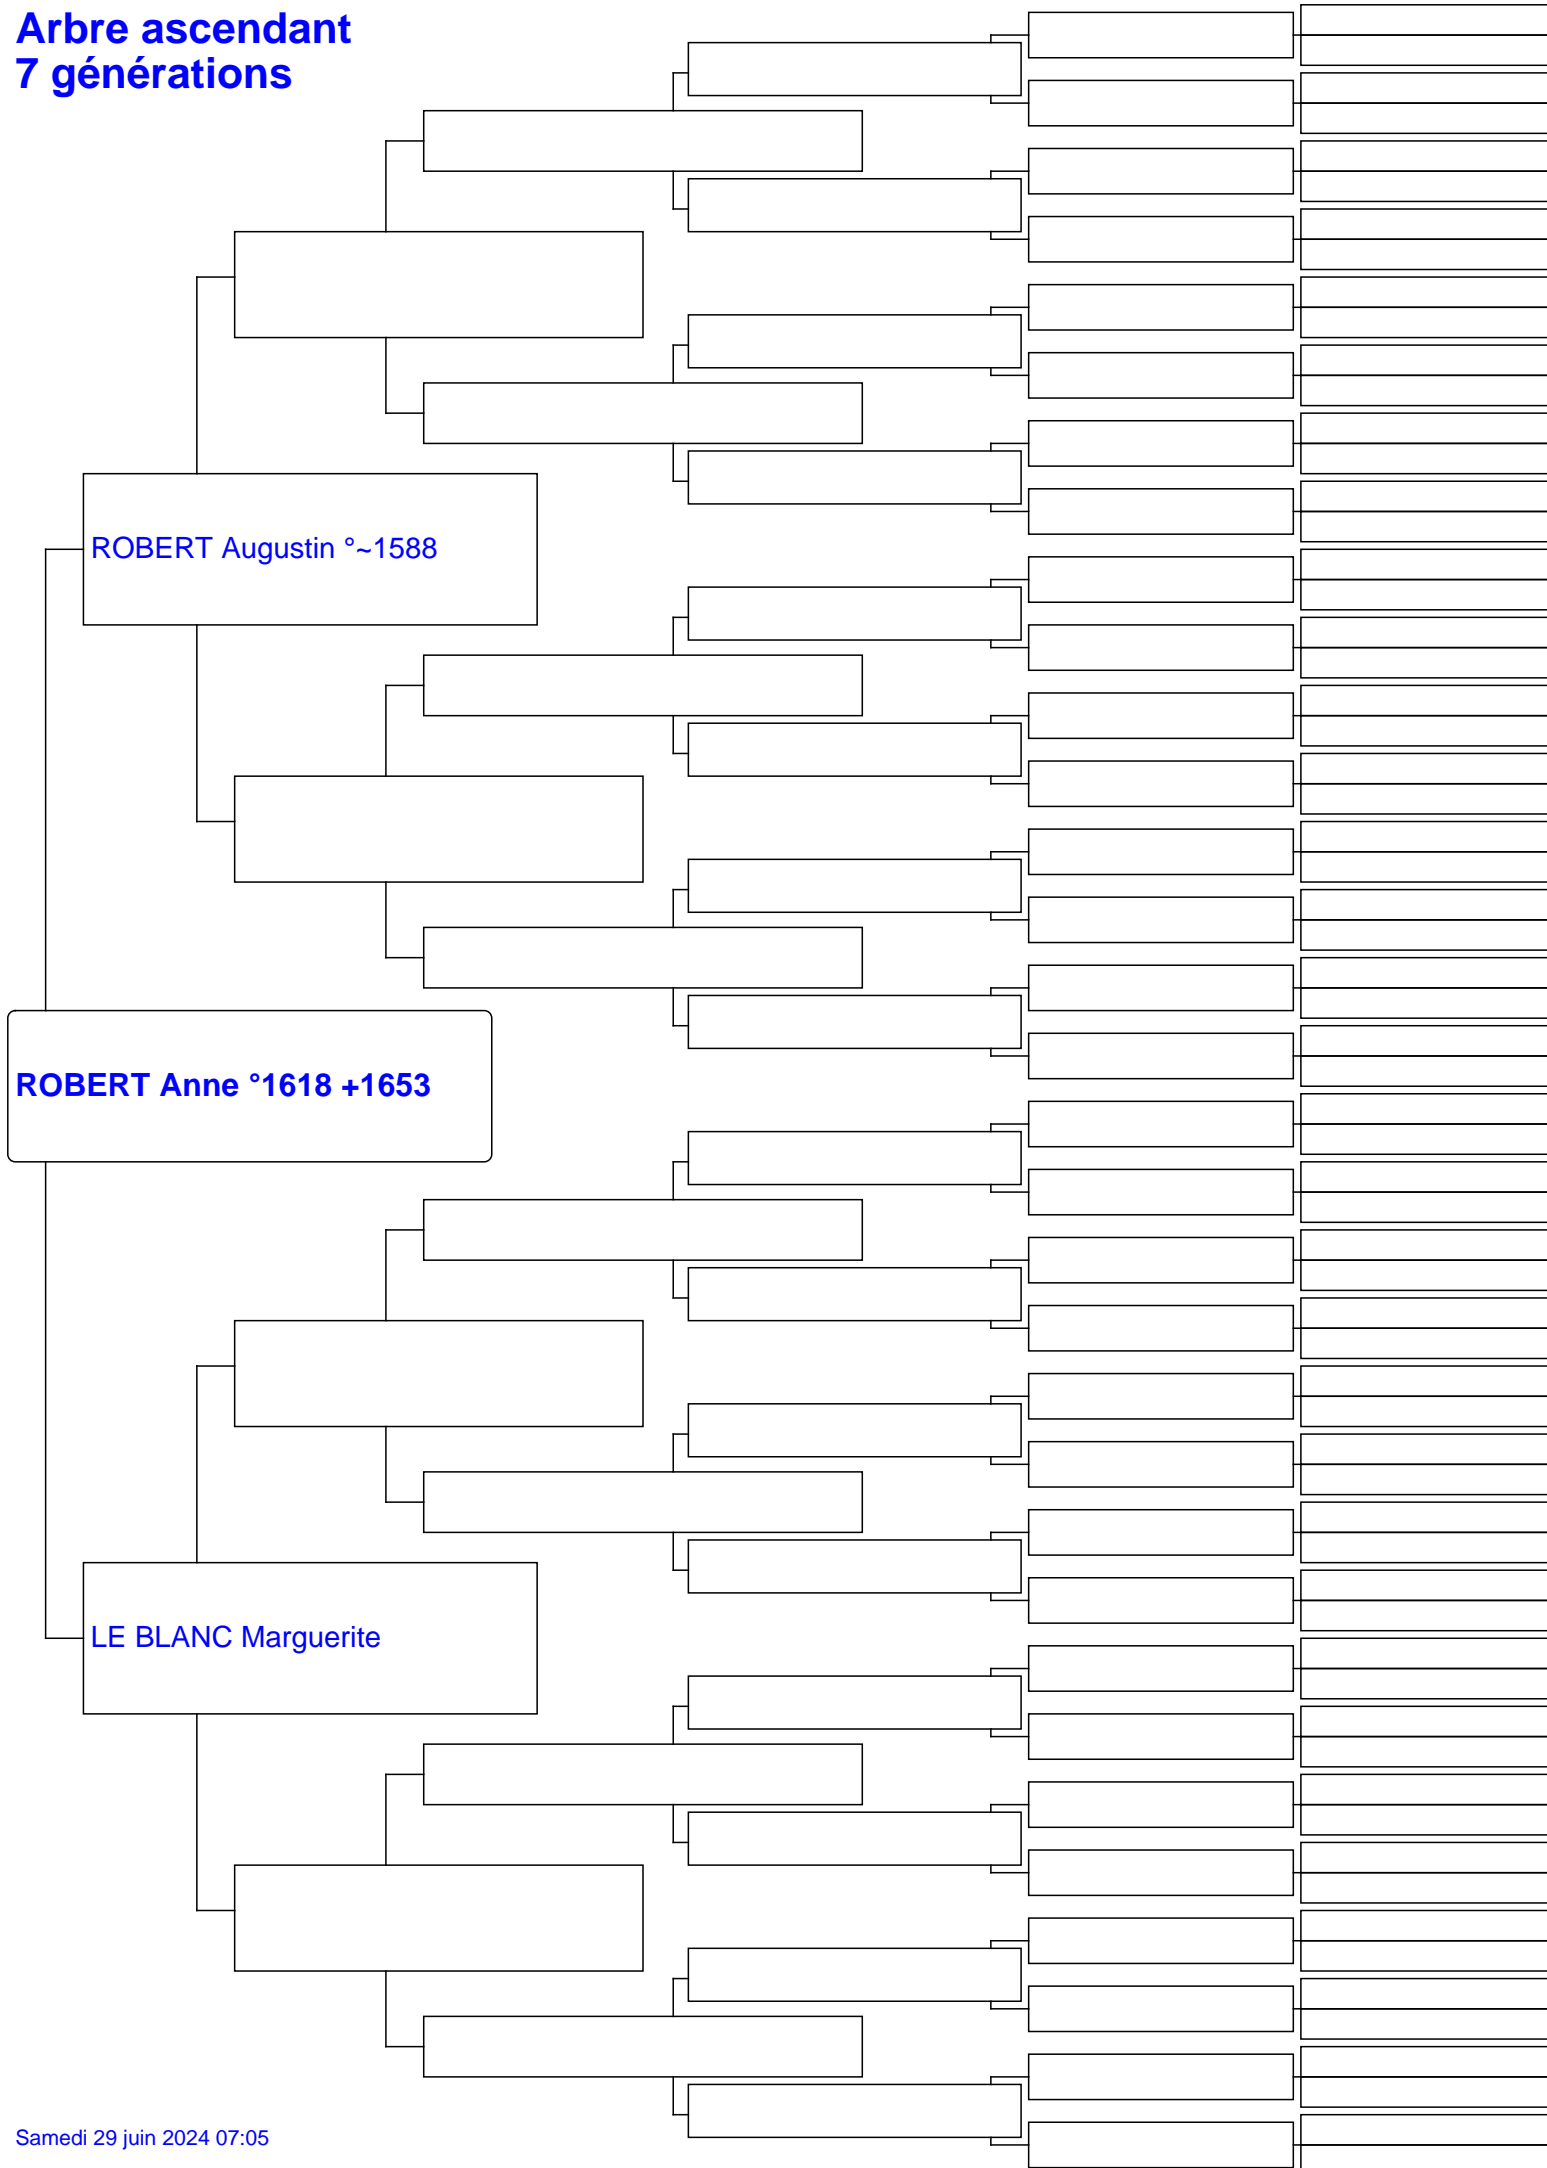 Arbre ascendant
7 générations
ROBERT Augustin °~1588
ROBERT Anne °1618 +1653
LE BLANC Marguerite
Samedi 29 juin 2024 07:05